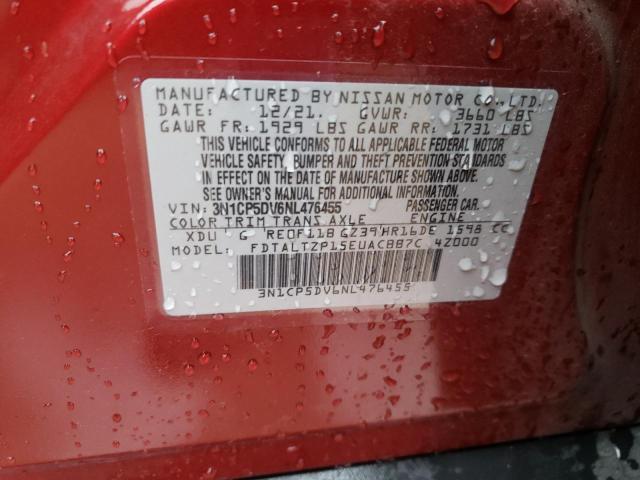 MANUFACTURED BY NISSAN MOTOR CO., LTD.
DATE: 12/21. GVWR: 3660 LBS
GAWR FR: 1929 LBS GAWR RR: 1731 LBS
THIS VEHICLE CONFORMS TO ALL APPLICABLE FEDERAL MOTOR
VEHICLE SAFETY, BUMPER AND THEFT PREVENTION STANDARDS
IN EFFECT ON THE DATE OF MANUFACTURE SHOWN ABOVE.
SEE OWNER'S MANUAL FOR ADDITIONAL INFORMATION.
VIN: 3N1CP5DV6NL476455 PASSENGER CAR.
COLOR TRIM TRANS AXLE ENGINE
XDU G RE0F11B GZ39 HR16DE 1598 CC
MODEL: FDTALTZP15EUACBB7C 4Z000
3N1CP5DV6NL476455